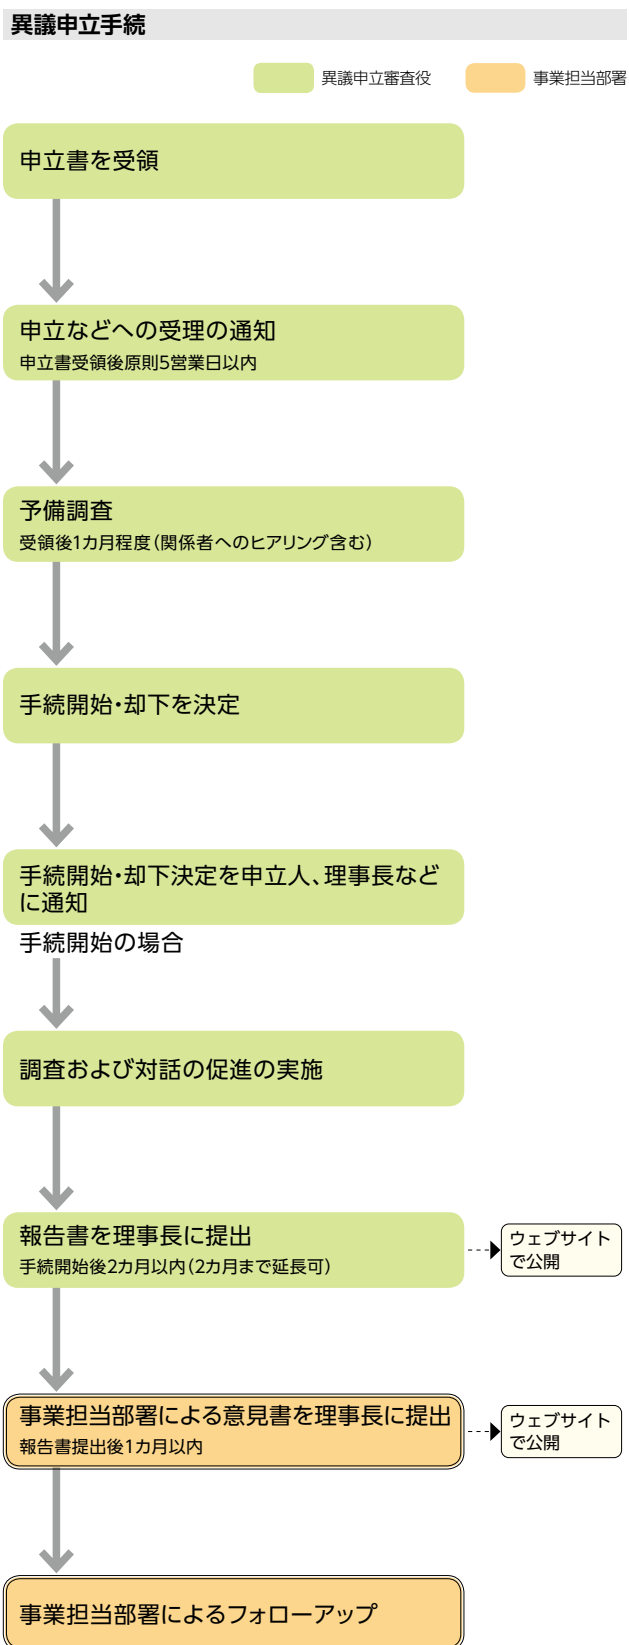 異議申立手続
異議申立審査役
事業担当部署
申立書を受領
申立などへの受理の通知
申立書受領後原則5営業日以内
予備調査
受領後1カ月程度(関係者へのヒアリング含む)
手続開始・却下を決定
手続開始・却下決定を申立人、理事長など
に通知
手続開始の場合
調査および対話の促進の実施
報告書を理事長に提出
手続開始後2カ月以内(2カ月まで延長可)
ウェブサイト
で公開
事業担当部署による意見書を理事長に提出
報告書提出後1カ月以内
ウェブサイト
で公開
事業担当部署によるフォローアップ